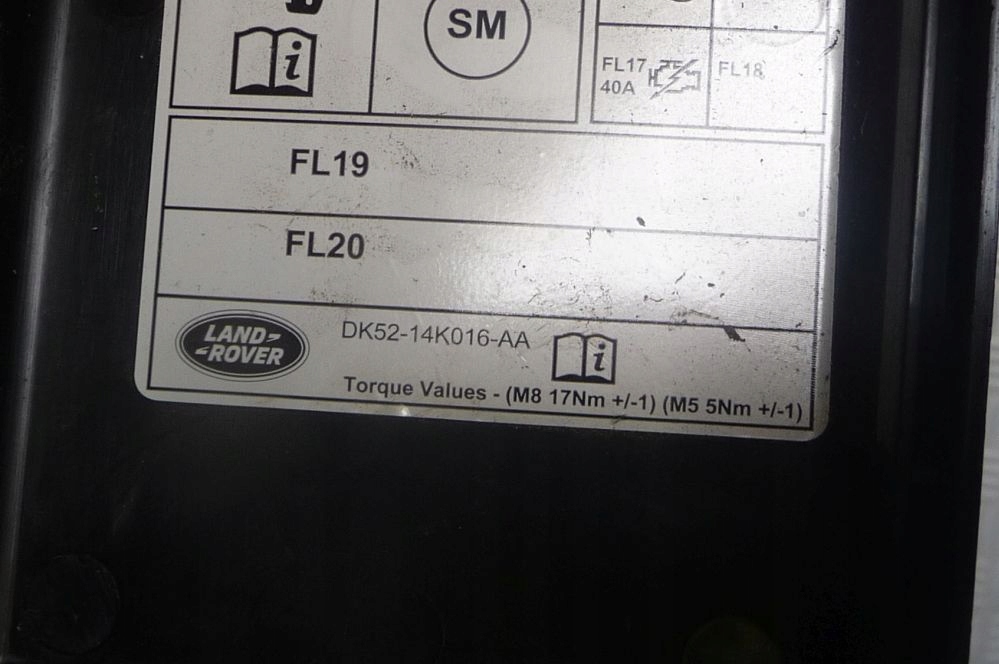 SM
i
FL17
40A
FL18
FL19
FL20
LAND-
-ROVER
DK52-14K016-AA
i
Torque Values - (M8 17Nm +/-1) (M5 5Nm +/-1)